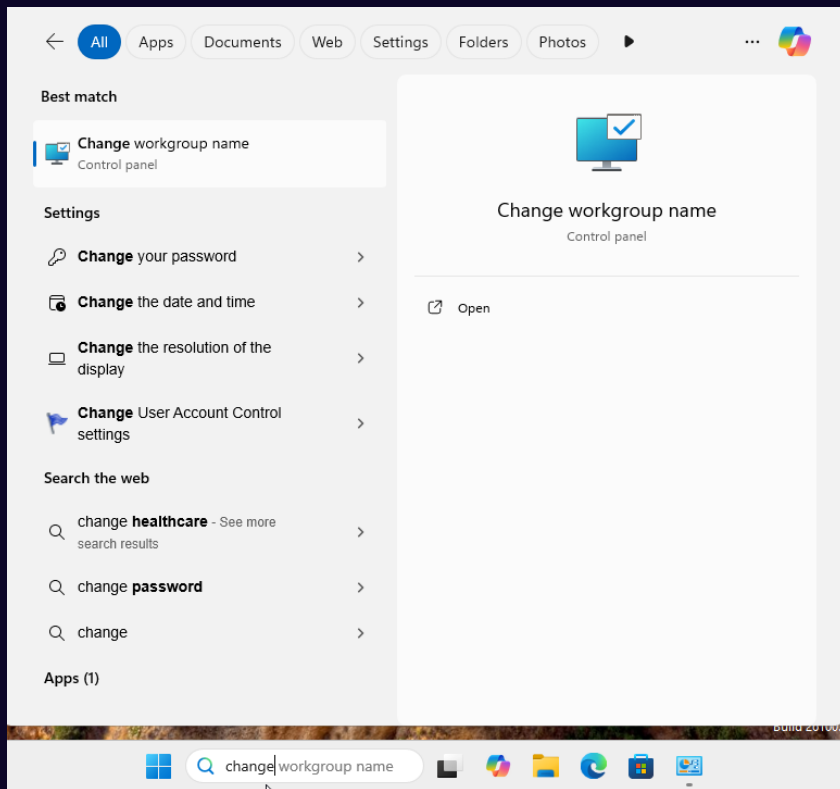 All Apps Documents Web Settings Folders Photos ...
Best match
Change workgroup name
Control panel
Settings
Change your password
Change the date and time
Change the resolution of the
display
Change User Account Control
settings
Search the web
change healthcare - See more
search results
change password
change
Apps (1)
Change workgroup name
Control panel
Open
Build
change workgroup name